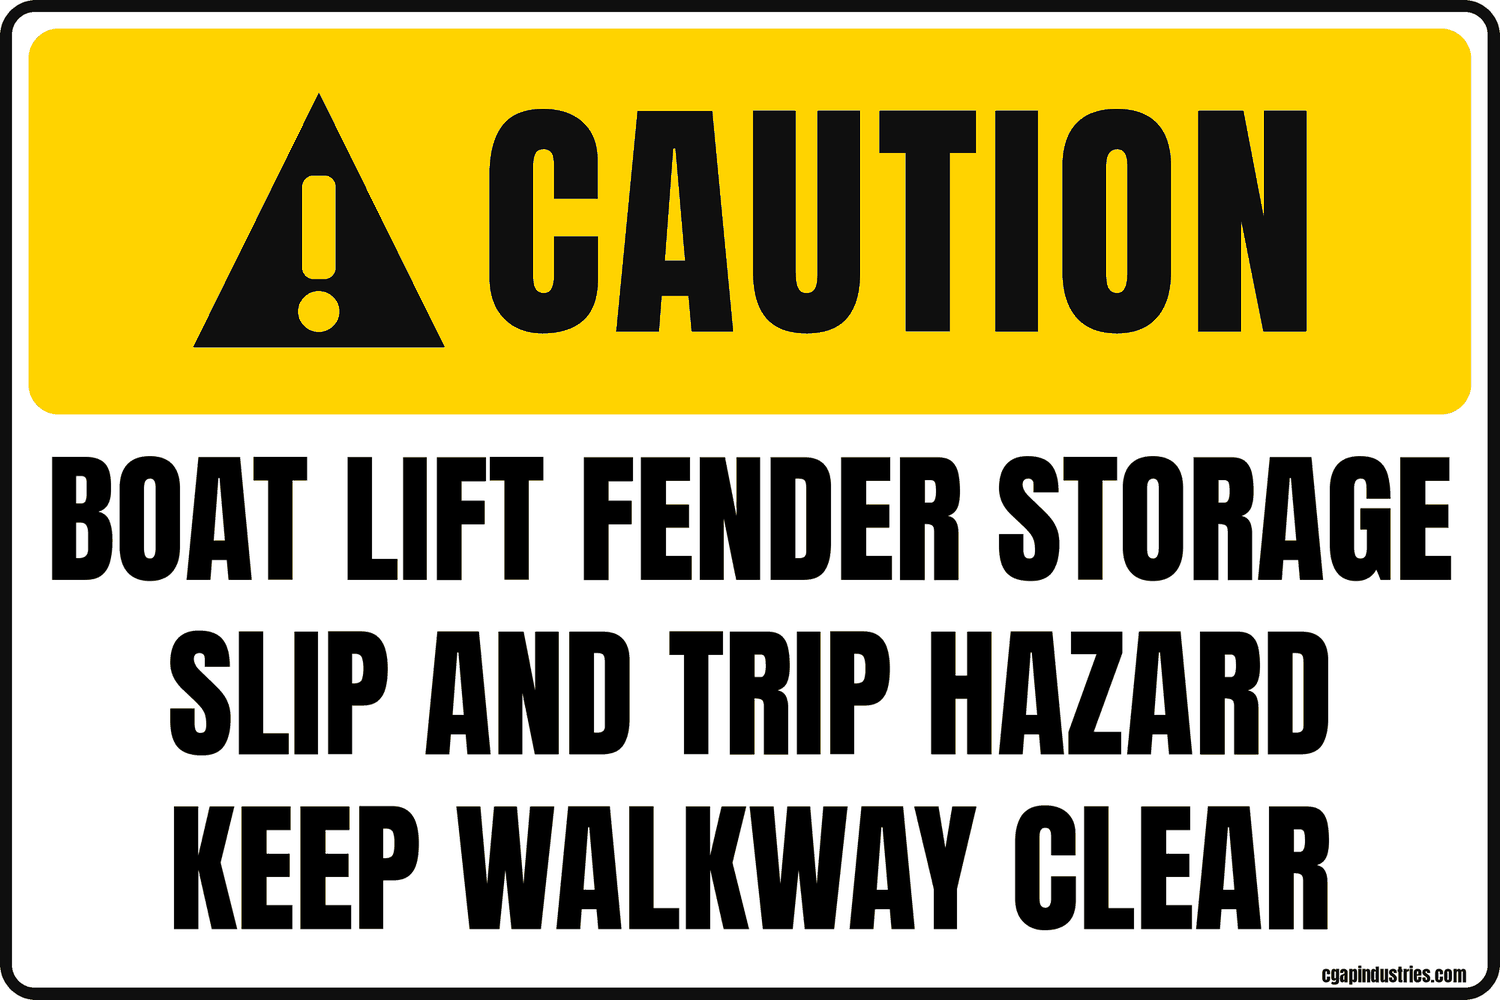 CAUTION
BOAT LIFT FENDER STORAGE
SLIP AND TRIP HAZARD
KEEP WALKWAY CLEAR
cgapindustries.com